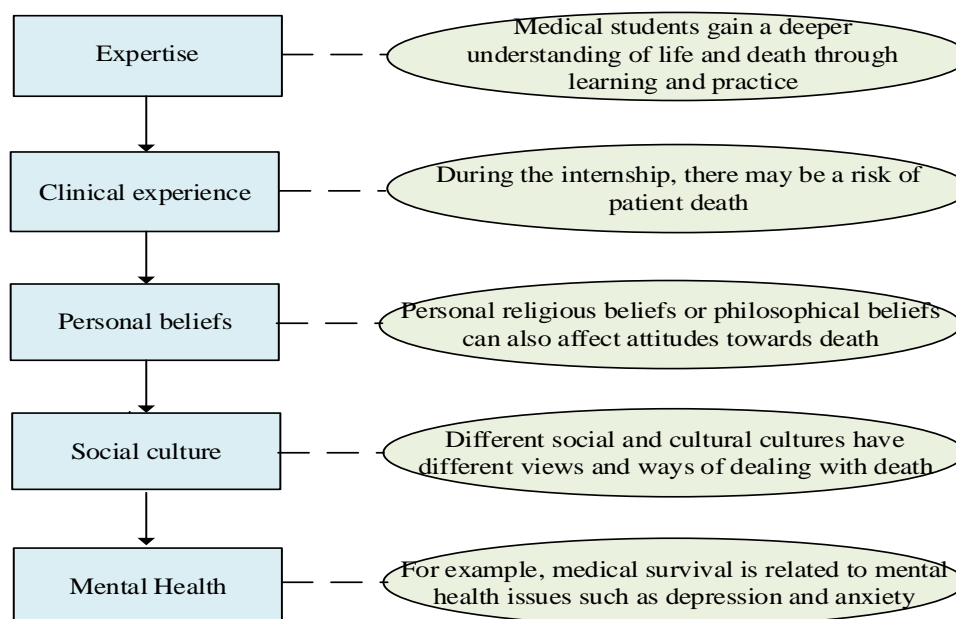 Expertise
Medical students gain a deeper
understanding of life and death through
learning and practice
Clinical experience
During the internship, there may be a risk of
patient death
Personal beliefs
Personal religious beliefs or philosophical beliefs
can also affect attitudes towards death
Social culture
Different social and cultural cultures have
different views and ways of dealing with death
Mental Health
For example, medical survival is related to mental
health issues such as depression and anxiety